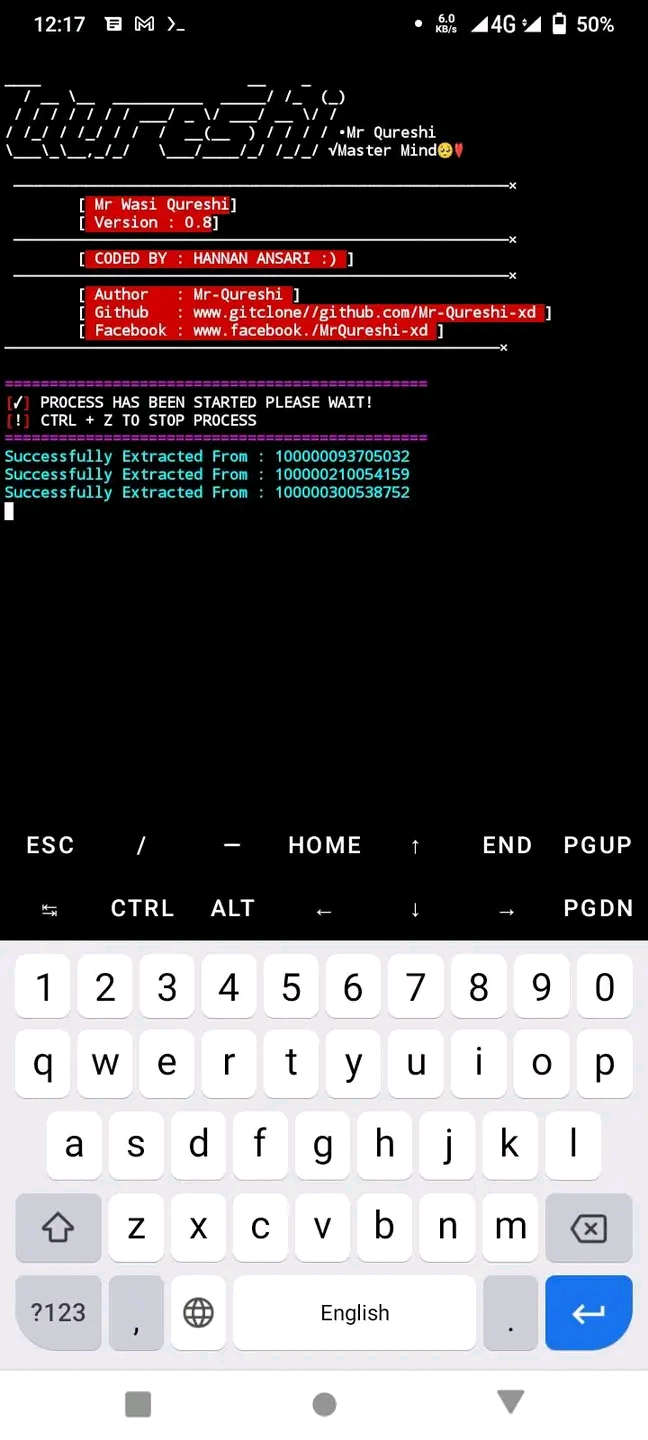 12:17 6.0 KB/s 4G 50%
•Mr Qureshi
√Master Mind🥺♥
[ Mr Wasi Qureshi]
[ Version : 0.8]
[ CODED BY : HANNAN ANSARI :) ]
[ Author : Mr-Qureshi ]
[ Github : www.gitclone//github.com/Mr-Qureshi-xd ]
[ Facebook : www.facebook./MrQureshi-xd ]
[✓] PROCESS HAS BEEN STARTED PLEASE WAIT!
[!] CTRL + Z TO STOP PROCESS
Successfully Extracted From : 100000093705032
Successfully Extracted From : 100000210054159
Successfully Extracted From : 100000300538752
ESC / — HOME ↑ END PGUP
↹ CTRL ALT ← ↓ → PGDN
1 2 3 4 5 6 7 8 9 0
q w e r t y u i o p
a s d f g h j k l
z x c v b n m
?123 , English .